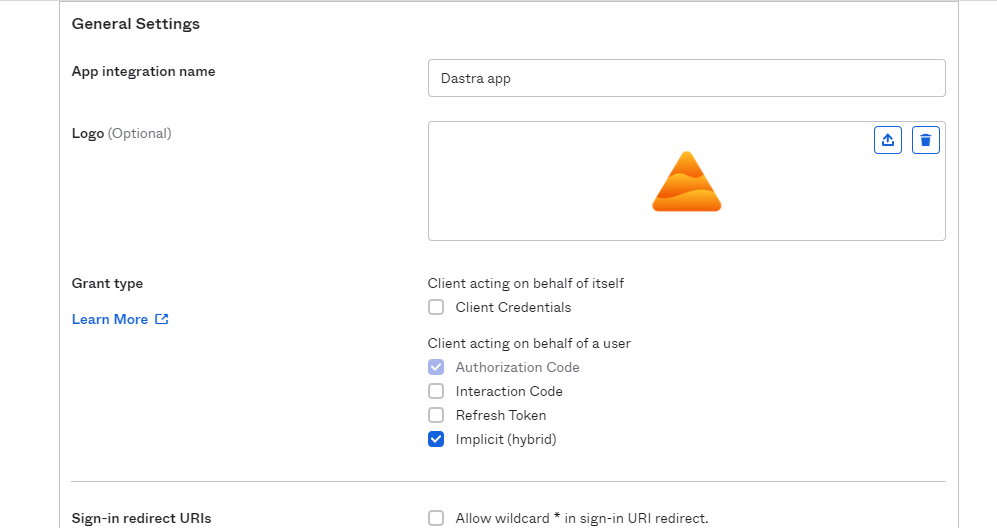 General Settings
App integration name
Dastra app
Logo (Optional)
Grant type
Client acting on behalf of itself
Client Credentials
Learn More
Client acting on behalf of a user
Authorization Code
Interaction Code
Refresh Token
Implicit (hybrid)
Sign-in redirect URIs
Allow wildcard * in sign-in URI redirect.